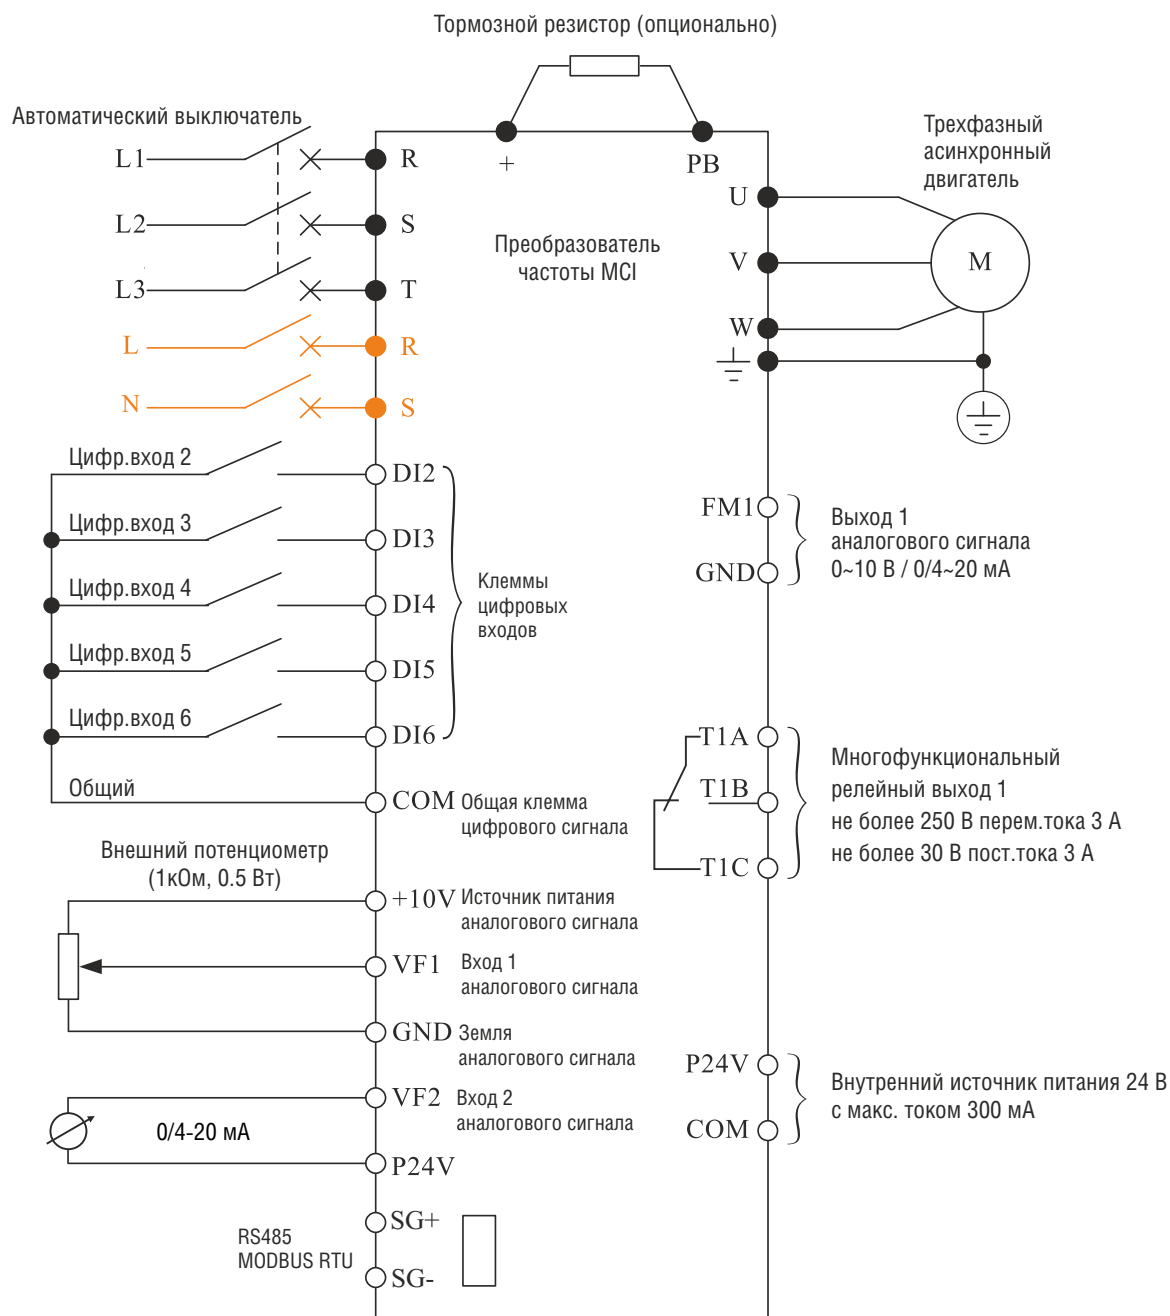 Тормозной резистор (опционально)
Автоматический выключатель
L1
R
+
PB
Трехфазный
асинхронный
двигатель
U
L2
S
Преобразователь
частоты MCI
V
M
L3
T
W
L
R
N
S
Цифр.вход 2
DI2
Цифр.вход 3
DI3
Цифр.вход 4
DI4
Цифр.вход 5
DI5
Цифр.вход 6
DI6
Клеммы
цифровых
входов
Общий
COM
Общая клемма
цифрового сигнала
FM1
GND
Выход 1
аналогового сигнала
0~10 В / 0/4~20 мА
T1A
T1B
T1C
Многофункциональный
релейный выход 1
не более 250 В перем.тока 3 А
не более 30 В пост.тока 3 А
Внешний потенциометр
(1кОм, 0.5 Вт)
+10V
Источник питания
аналогового сигнала
VF1
Вход 1
аналогового сигнала
GND
Земля
аналогового сигнала
VF2
Вход 2
аналогового сигнала
0/4-20 мА
P24V
P24V
COM
Внутренний источник питания 24 В
с макс. током 300 мА
RS485
MODBUS RTU
SG+
SG-